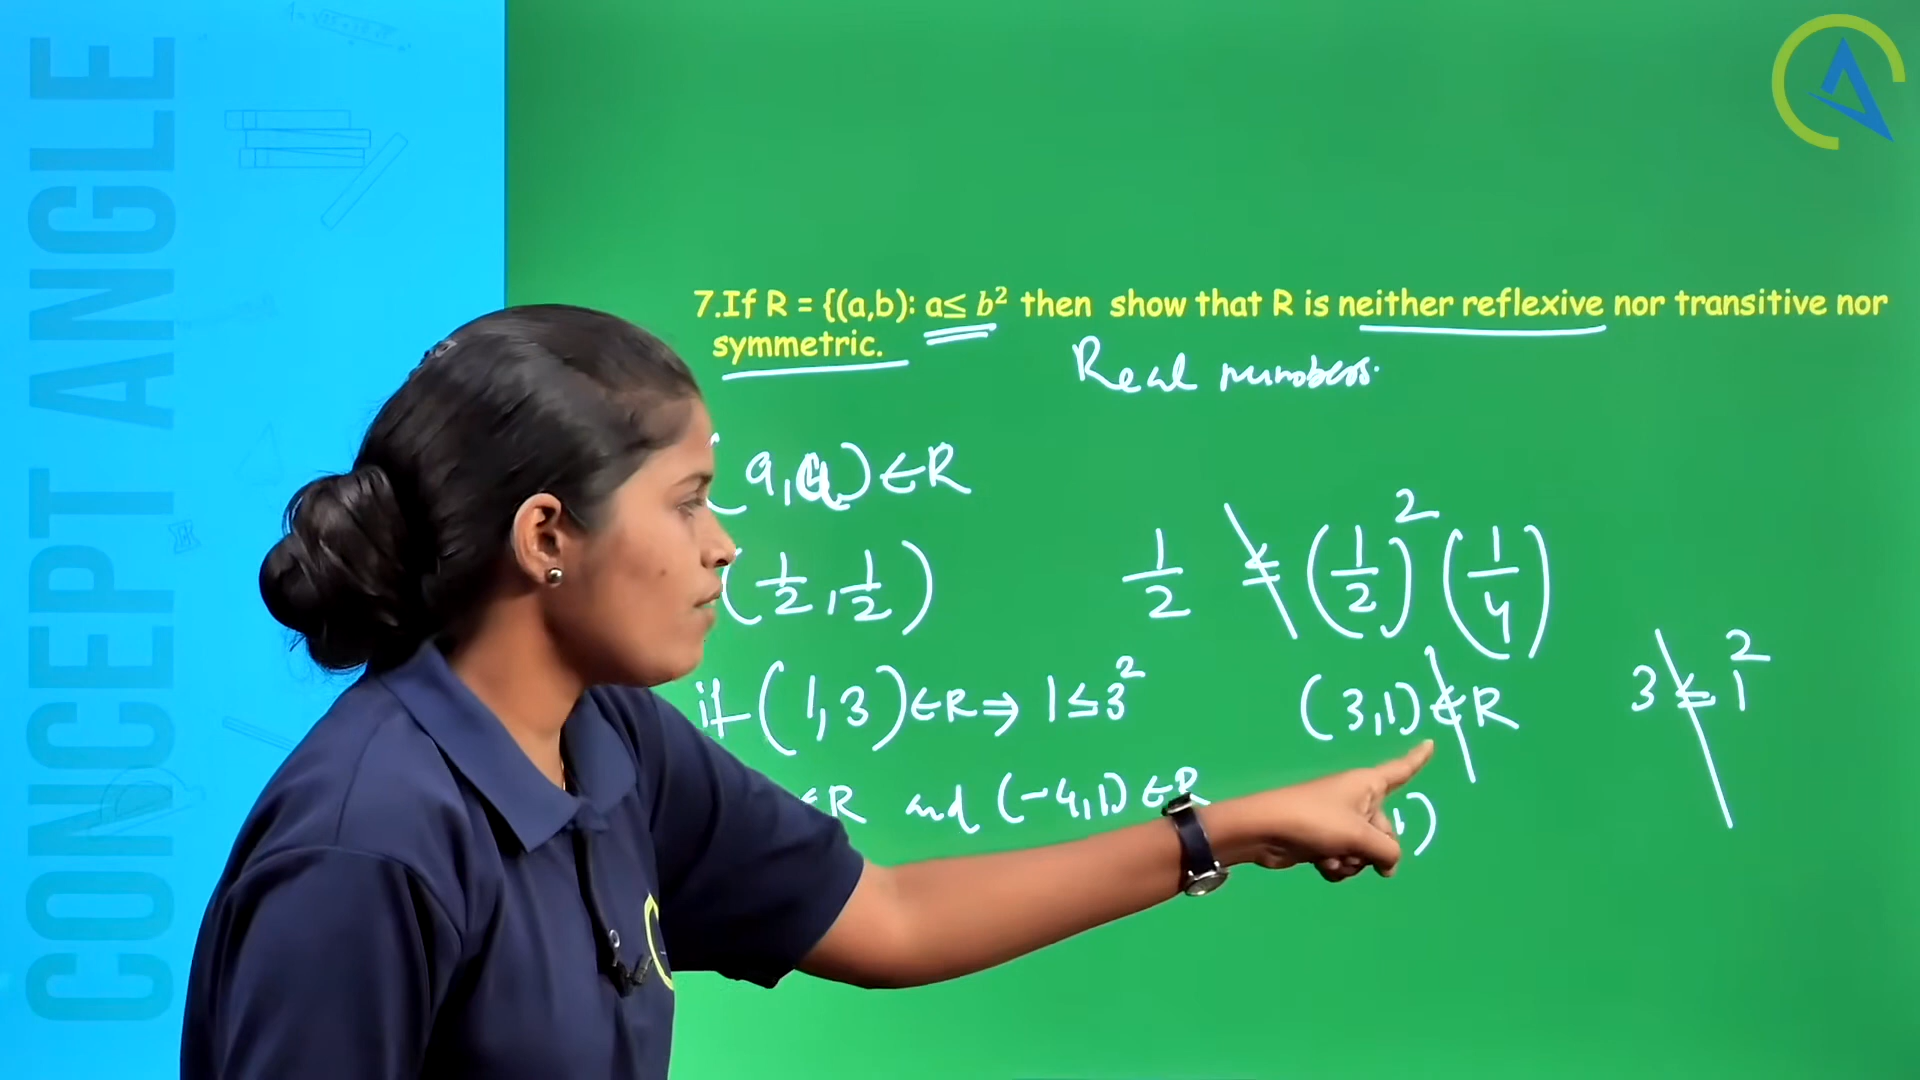 CONCEPT ANGLE
7.If R = {(a,b): a≤ b² then show that R is neither reflexive nor transitive nor
symmetric.
Real numbers.
(a,a) ∈ R
(1/2, 1/2) 1/2 ≰ (1/2)² (1/4)
if (1,3) ∈ R ⇒ 1 ≤ 3² (3,1) ∉ R 3 ≰ 1²
∈ R and (-4,1) ∈ R 1)